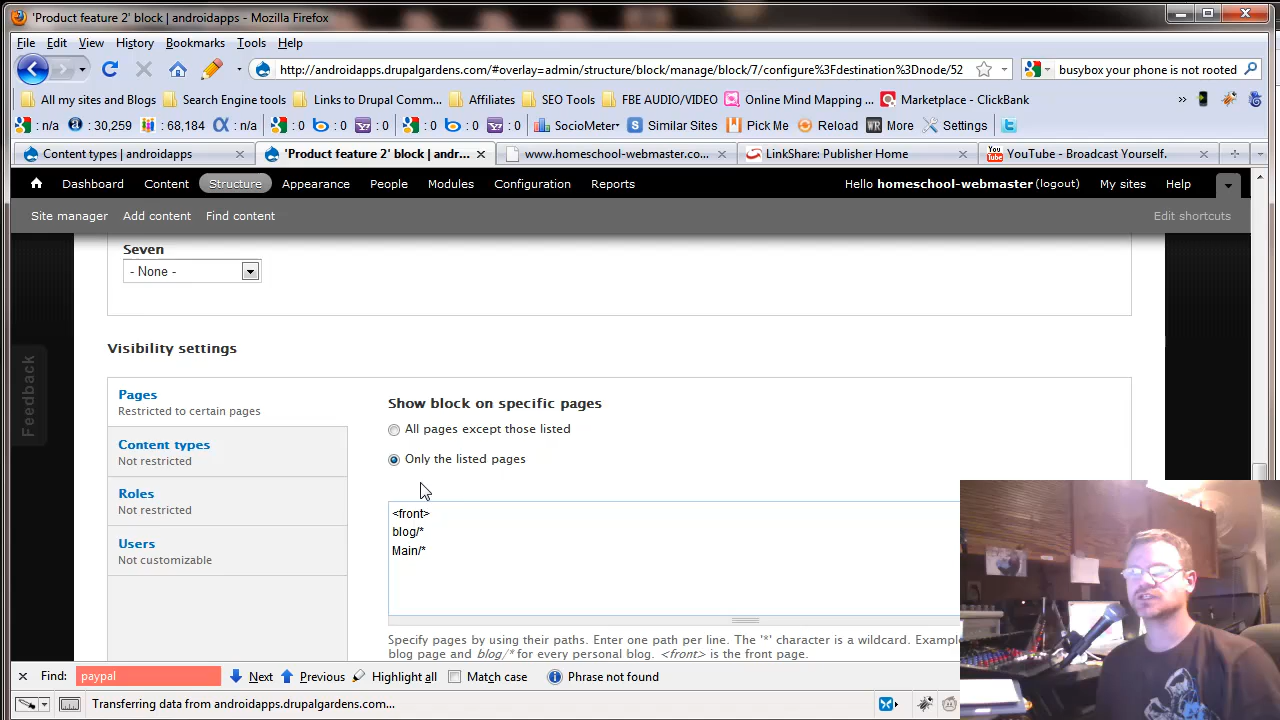 'Product feature 2' block | androidapps - Mozilla Firefox
File Edit View History Bookmarks Tools Help
http://androidapps.drupalgardens.com/#overlay=admin/structure/block/manage/block/7/configure%3Fdestination%3Dnode/52
busybox your phone is not rooted
All my sites and Blogs Search Engine tools Links to Drupal Comm... Affiliates SEO Tools FBE AUDIO/VIDEO Online Mind Mapping ... Marketplace - ClickBank »
: n/a : 30,259 : 68,184 : n/a : 0 : 0 : 0 : 0 : 0 : 0 SocioMeter Similar Sites Pick Me Reload More Settings
Content types | androidapps 'Product feature 2' block | andr... www.homeschool-webmaster.co... LinkShare: Publisher Home YouTube - Broadcast Yourself.
Dashboard Content Structure Appearance People Modules Configuration Reports Hello homeschool-webmaster (logout) My sites Help
Site manager Add content Find content Edit shortcuts
Seven
- None -
Feedback
Visibility settings
Pages
Restricted to certain pages
Content types
Not restricted
Roles
Not restricted
Users
Not customizable
Show block on specific pages
All pages except those listed
Only the listed pages
<front>
blog/*
Main/*
Specify pages by using their paths. Enter one path per line. The '*' character is a wildcard. Exampl
blog page and blog/* for every personal blog. <front> is the front page.
Find: paypal Next Previous Highlight all Match case Phrase not found
Transferring data from androidapps.drupalgardens.com...